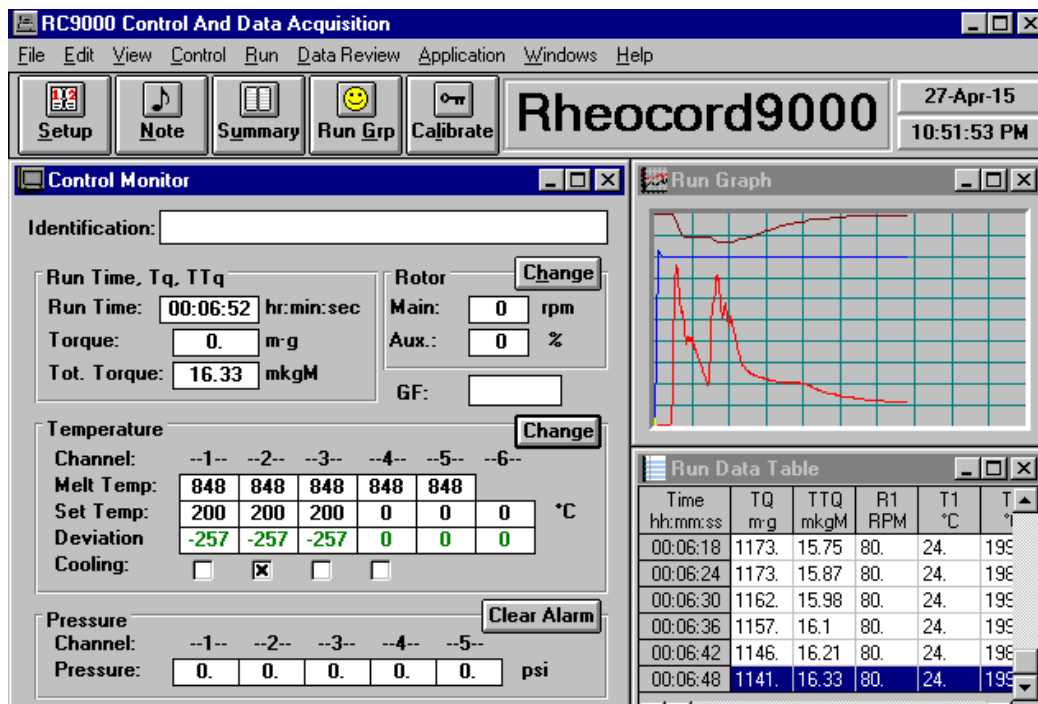 RC9000 Control And Data Acquisition
File Edit View Control Run Data Review Application Windows Help
Setup Note Summary Run Grp Calibrate
Rheocord9000
27-Apr-15
10:51:53 PM
Control Monitor
Identification:
Run Time, Tq, TTq
Run Time: 00:06:52 hr:min:sec
Torque: 0. m·g
Tot. Torque: 16.33 mkgM
Rotor Change
Main: 0 rpm
Aux.: 0 %
GF:
Temperature Change
Channel: --1-- --2-- --3-- --4-- --5-- --6--
Melt Temp: 848 848 848 848 848
Set Temp: 200 200 200 0 0 0 °C
Deviation -257 -257 -257 0 0 0
Cooling:
Pressure Clear Alarm
Channel: --1-- --2-- --3-- --4-- --5--
Pressure: 0. 0. 0. 0. 0. psi
Run Graph
Run Data Table
Time TQ TTQ R1 T1 T
hh:mm:ss m·g mkgM RPM °C
00:06:18 1173. 15.75 80. 24. 199
00:06:24 1173. 15.87 80. 24. 198
00:06:30 1162. 15.98 80. 24. 199
00:06:36 1157. 16.1 80. 24. 199
00:06:42 1146. 16.21 80. 24. 198
00:06:48 1141. 16.33 80. 24. 199